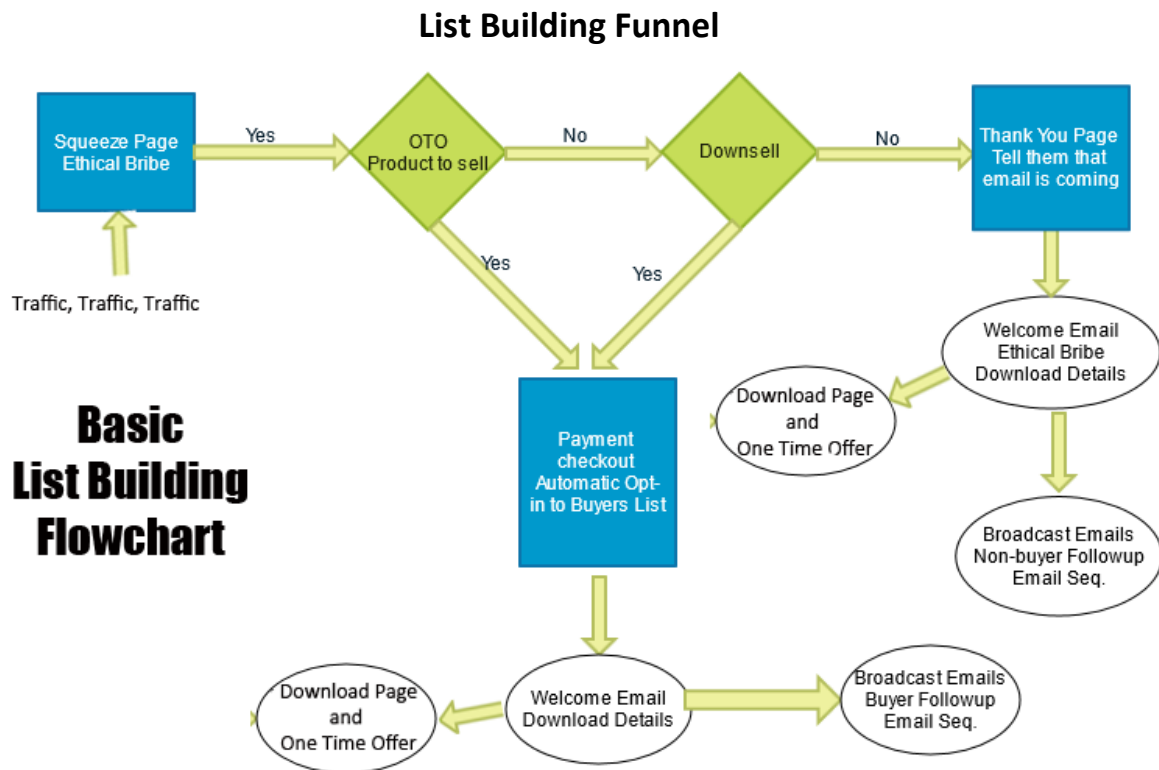 List Building Funnel
Squeeze Page
Ethical Bribe
Yes
OTO
Product to sell
No
Downsell
No
Thank You Page
Tell them that
email is coming
Yes
Yes
Traffic, Traffic, Traffic
Welcome Email
Ethical Bribe
Download Details
Download Page
and
One Time Offer
Basic
List Building
Flowchart
Payment
checkout
Automatic Opt-
in to Buyers List
Broadcast Emails
Non-buyer Followup
Email Seq.
Download Page
and
One Time Offer
Welcome Email
Download Details
Broadcast Emails
Buyer Followup
Email Seq.